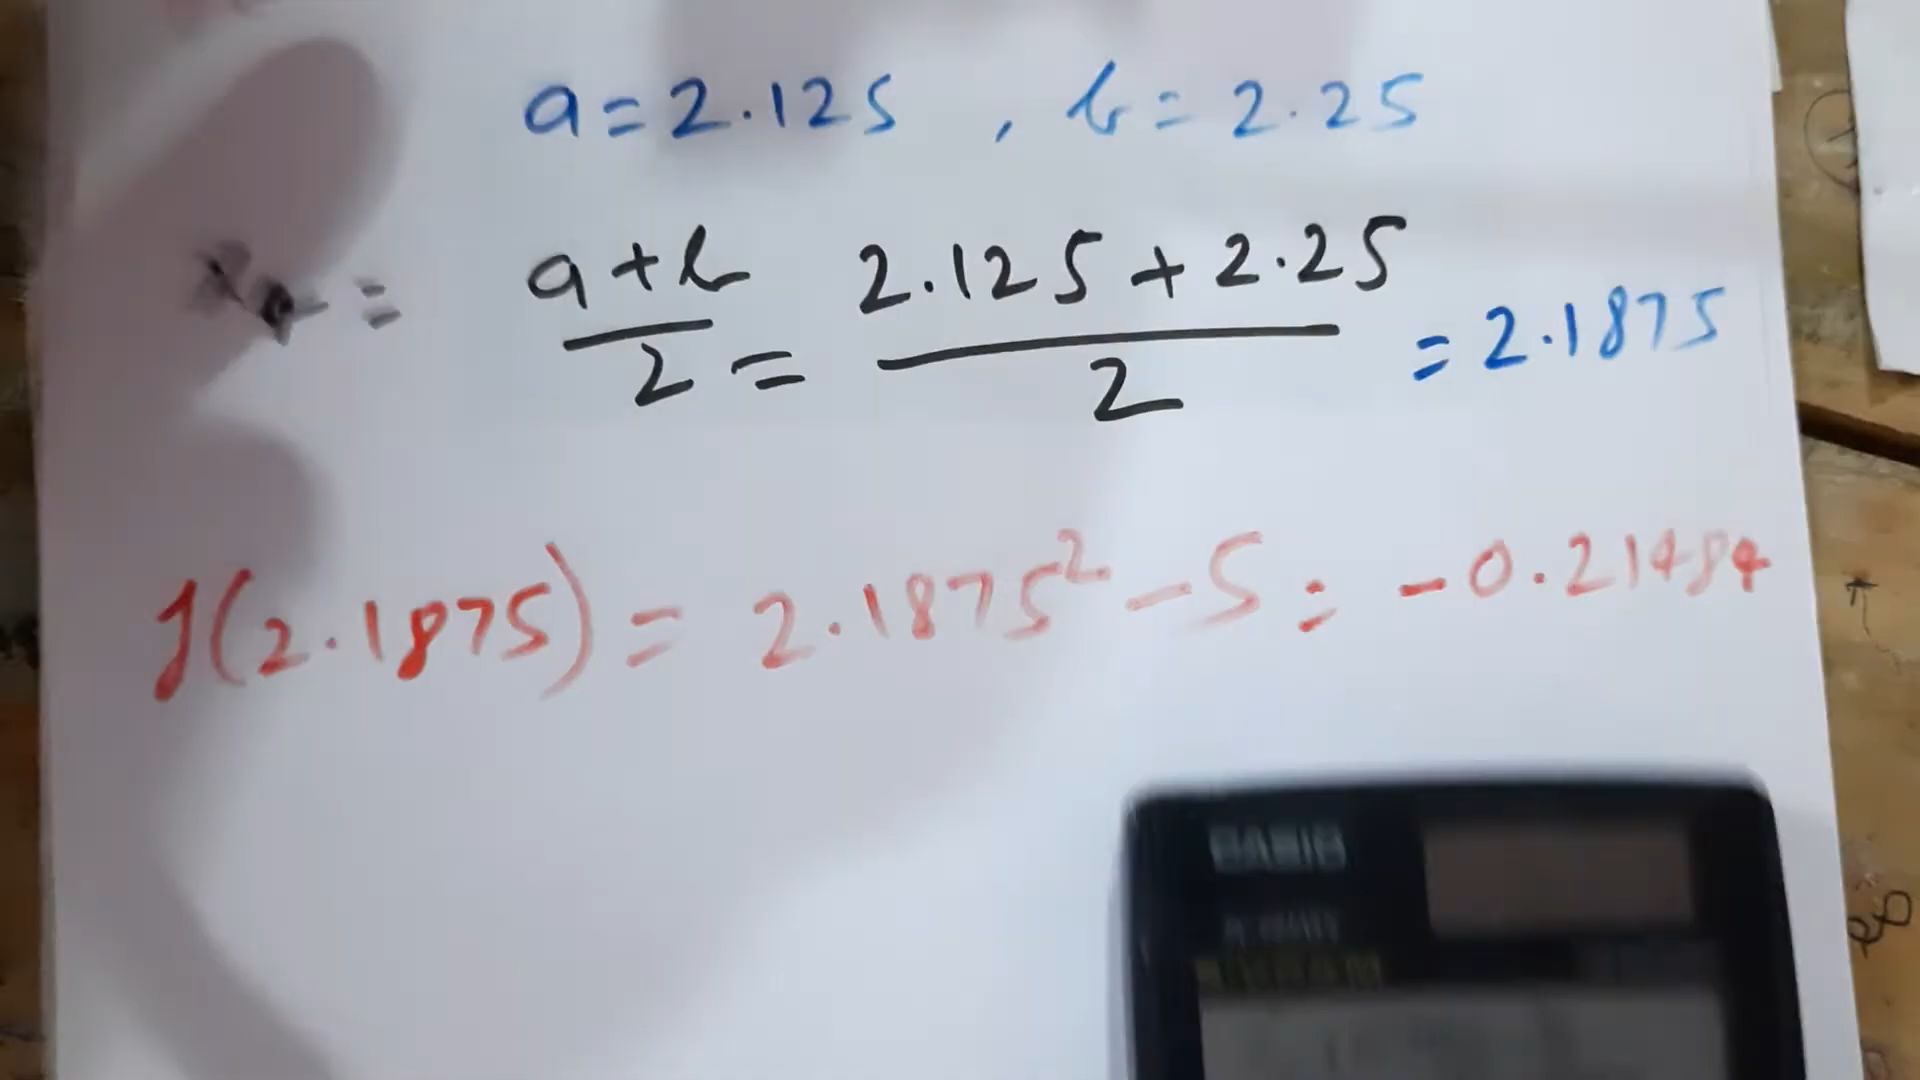 a = 2.125 , b = 2.25
= a+b/2 = 2.125+2.25/2 = 2.1875
f(2.1875) = 2.1875² - 5 = -0.21484
CASIO